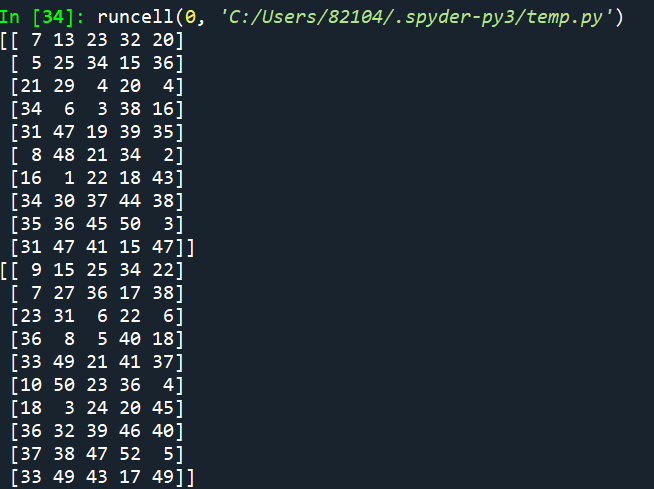 In [34]: runcell(0, 'C:/Users/82104/.spyder-py3/temp.py')
[[ 7 13 23 32 20]
 [ 5 25 34 15 36]
 [21 29  4 20  4]
 [34  6  3 38 16]
 [31 47 19 39 35]
 [ 8 48 21 34  2]
 [16  1 22 18 43]
 [34 30 37 44 38]
 [35 36 45 50  3]
 [31 47 41 15 47]]
[[ 9 15 25 34 22]
 [ 7 27 36 17 38]
 [23 31  6 22  6]
 [36  8  5 40 18]
 [33 49 21 41 37]
 [10 50 23 36  4]
 [18  3 24 20 45]
 [36 32 39 46 40]
 [37 38 47 52  5]
 [33 49 43 17 49]]